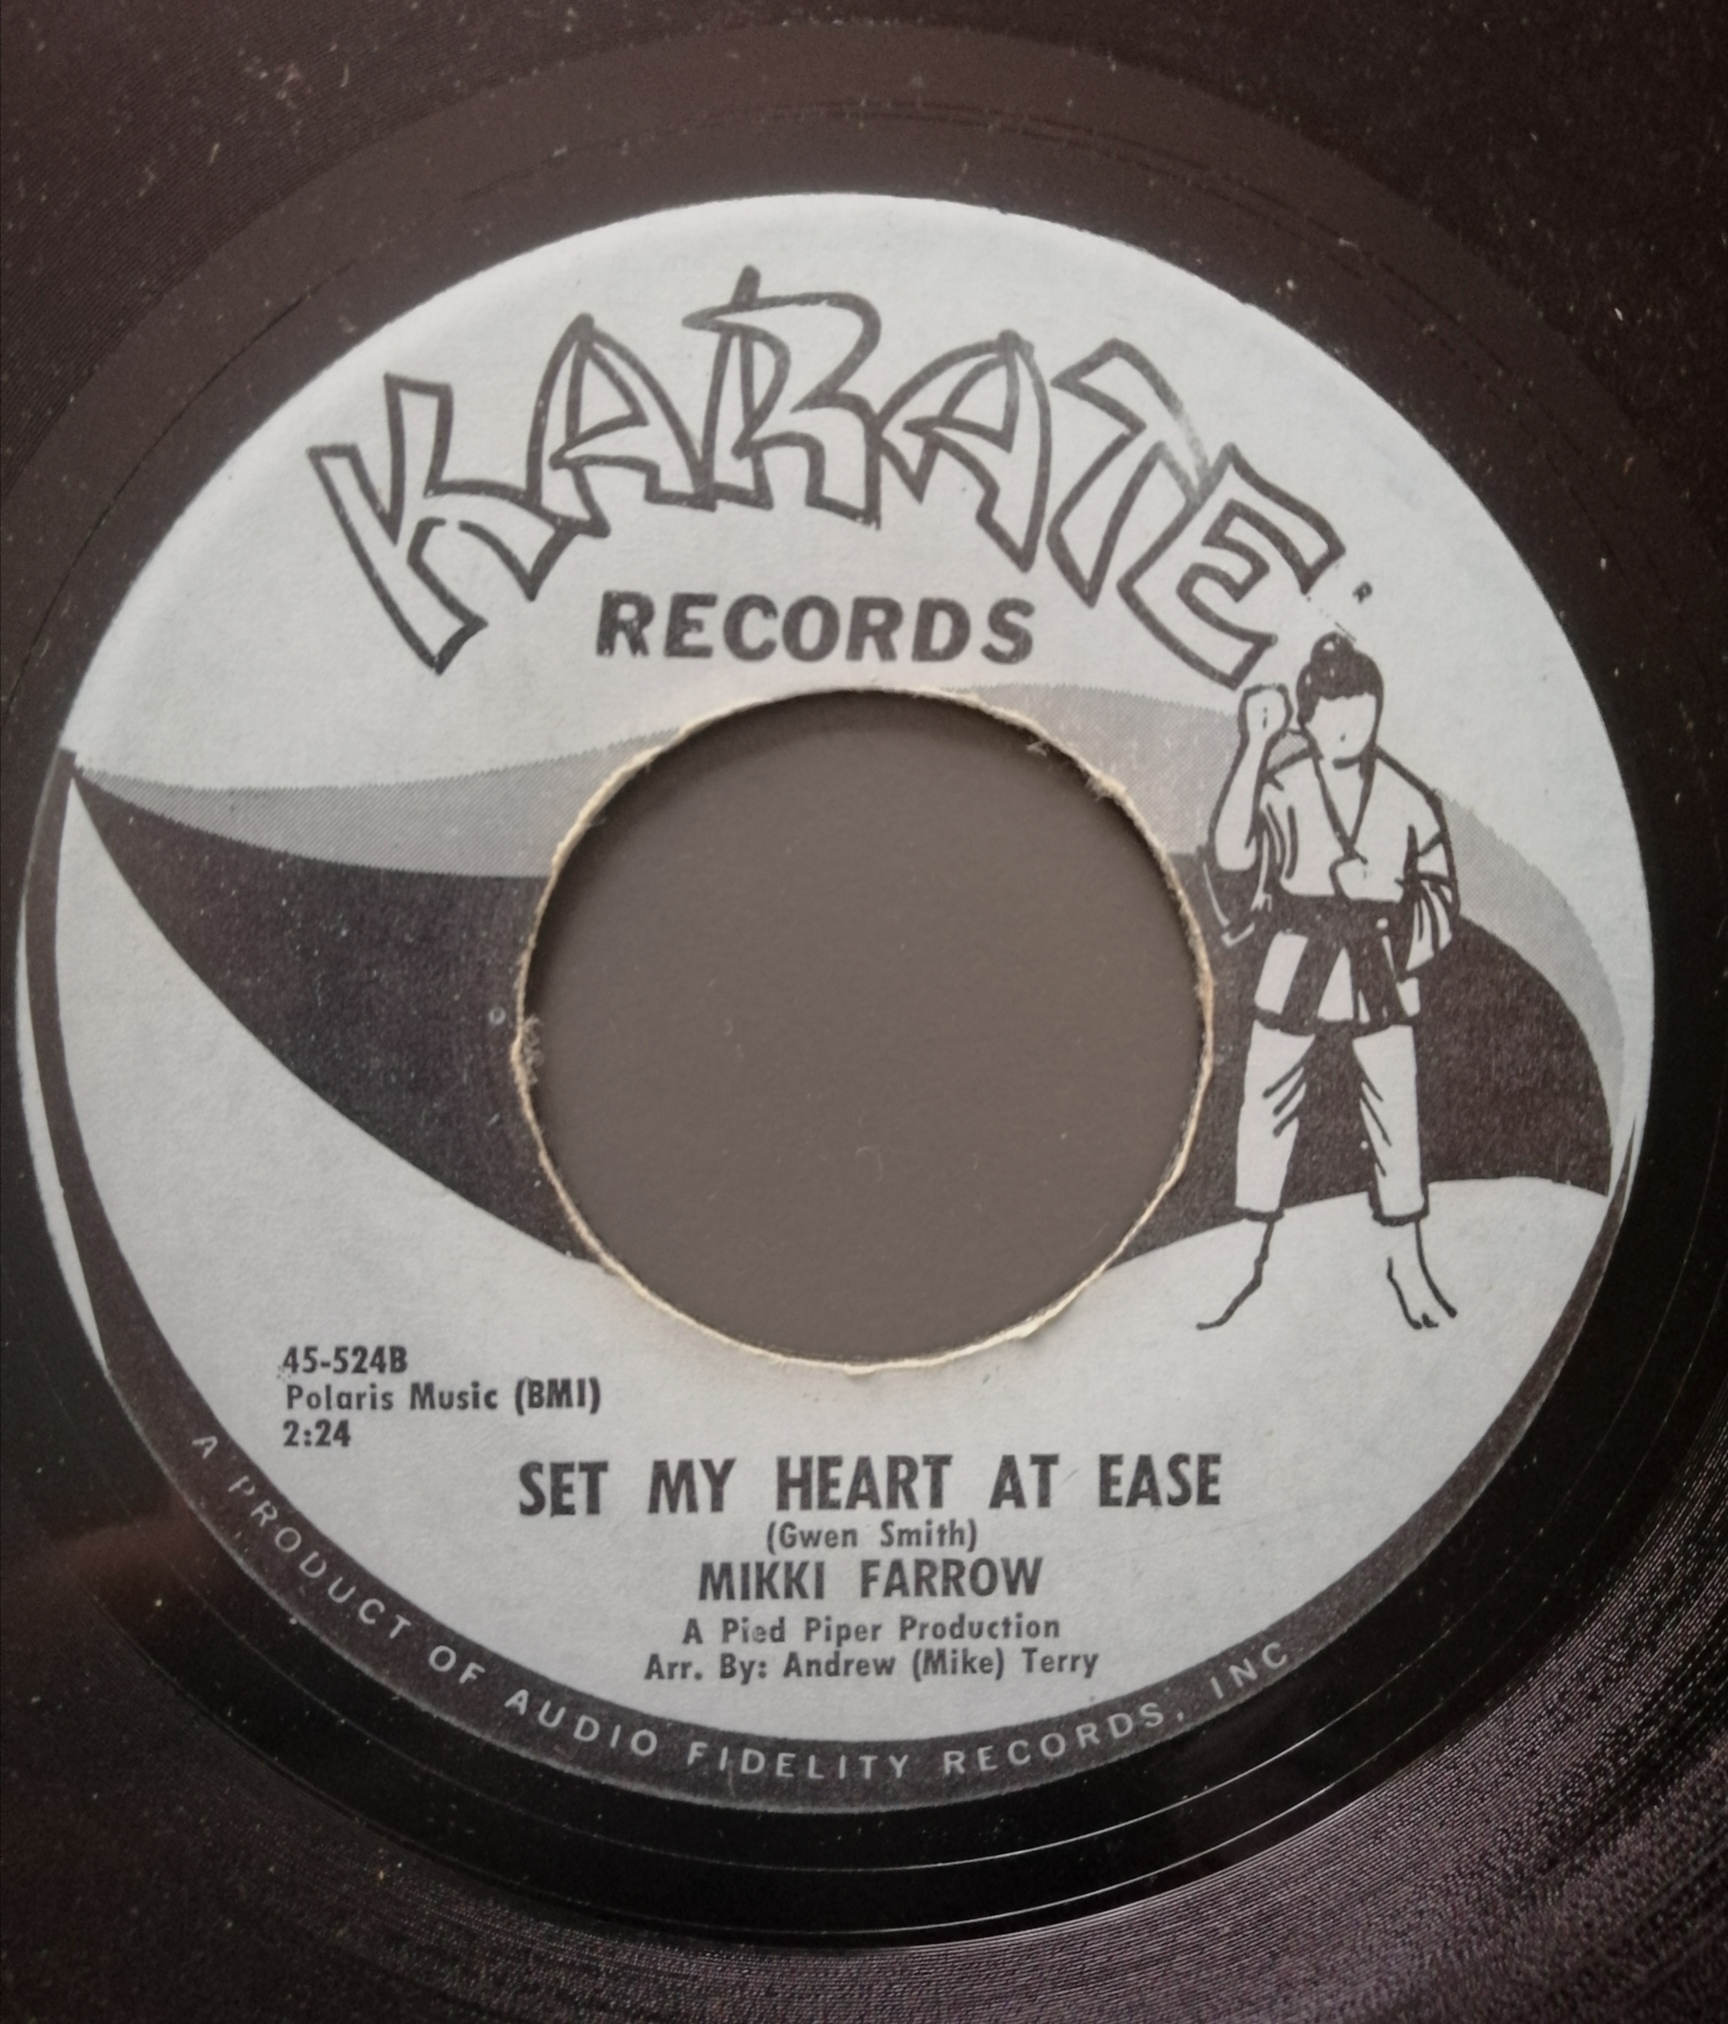 KARATE
RECORDS
R
45-524B
Polaris Music (BMI)
2:24
SET MY HEART AT EASE
(Gwen Smith)
MIKKI FARROW
A Pied Piper Production
Arr. By: Andrew (Mike) Terry
A PRODUCT OF AUDIO FIDELITY RECORDS, INC.